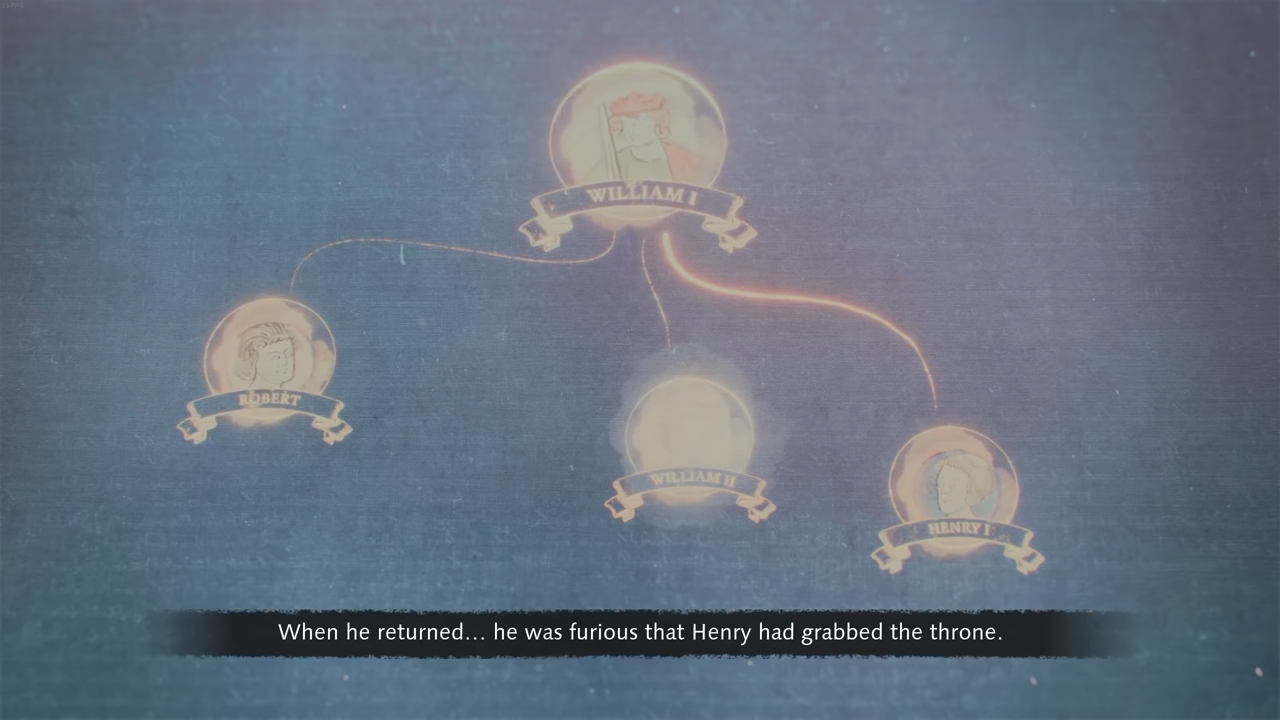 WILLIAM I
ROBERT
WILLIAM II
HENRY I
When he returned... he was furious that Henry had grabbed the throne.